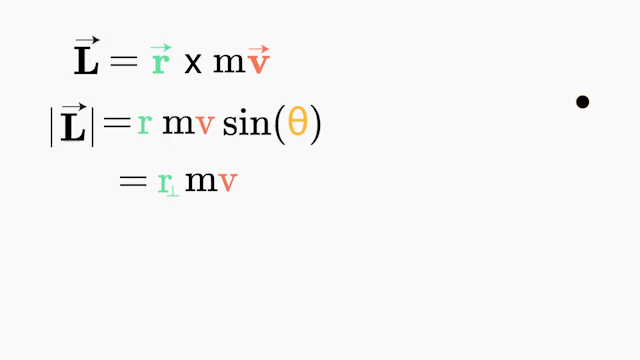 L⃗ = r⃗ x mv⃗
|L⃗| = r mv sin(θ)
= r⊥ mv